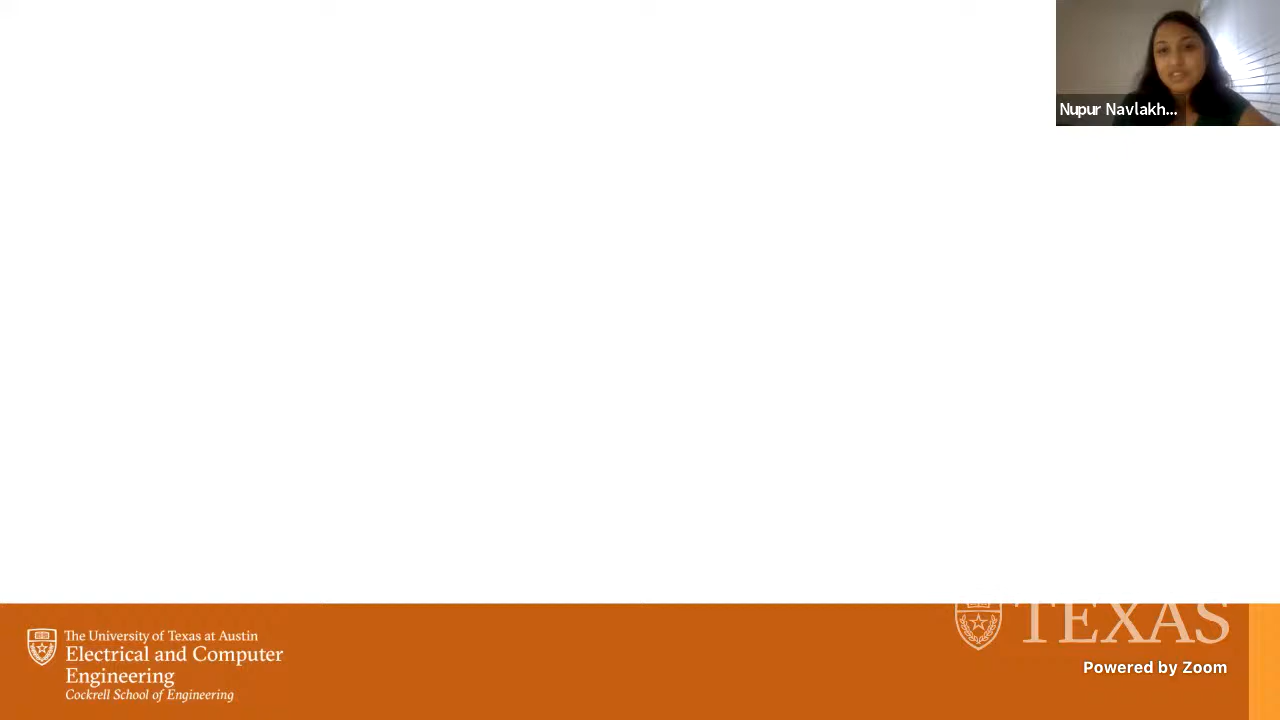 Nupur Navlakh...
The University of Texas at Austin
Electrical and Computer
Engineering
Cockrell School of Engineering
TEXAS
Powered by Zoom